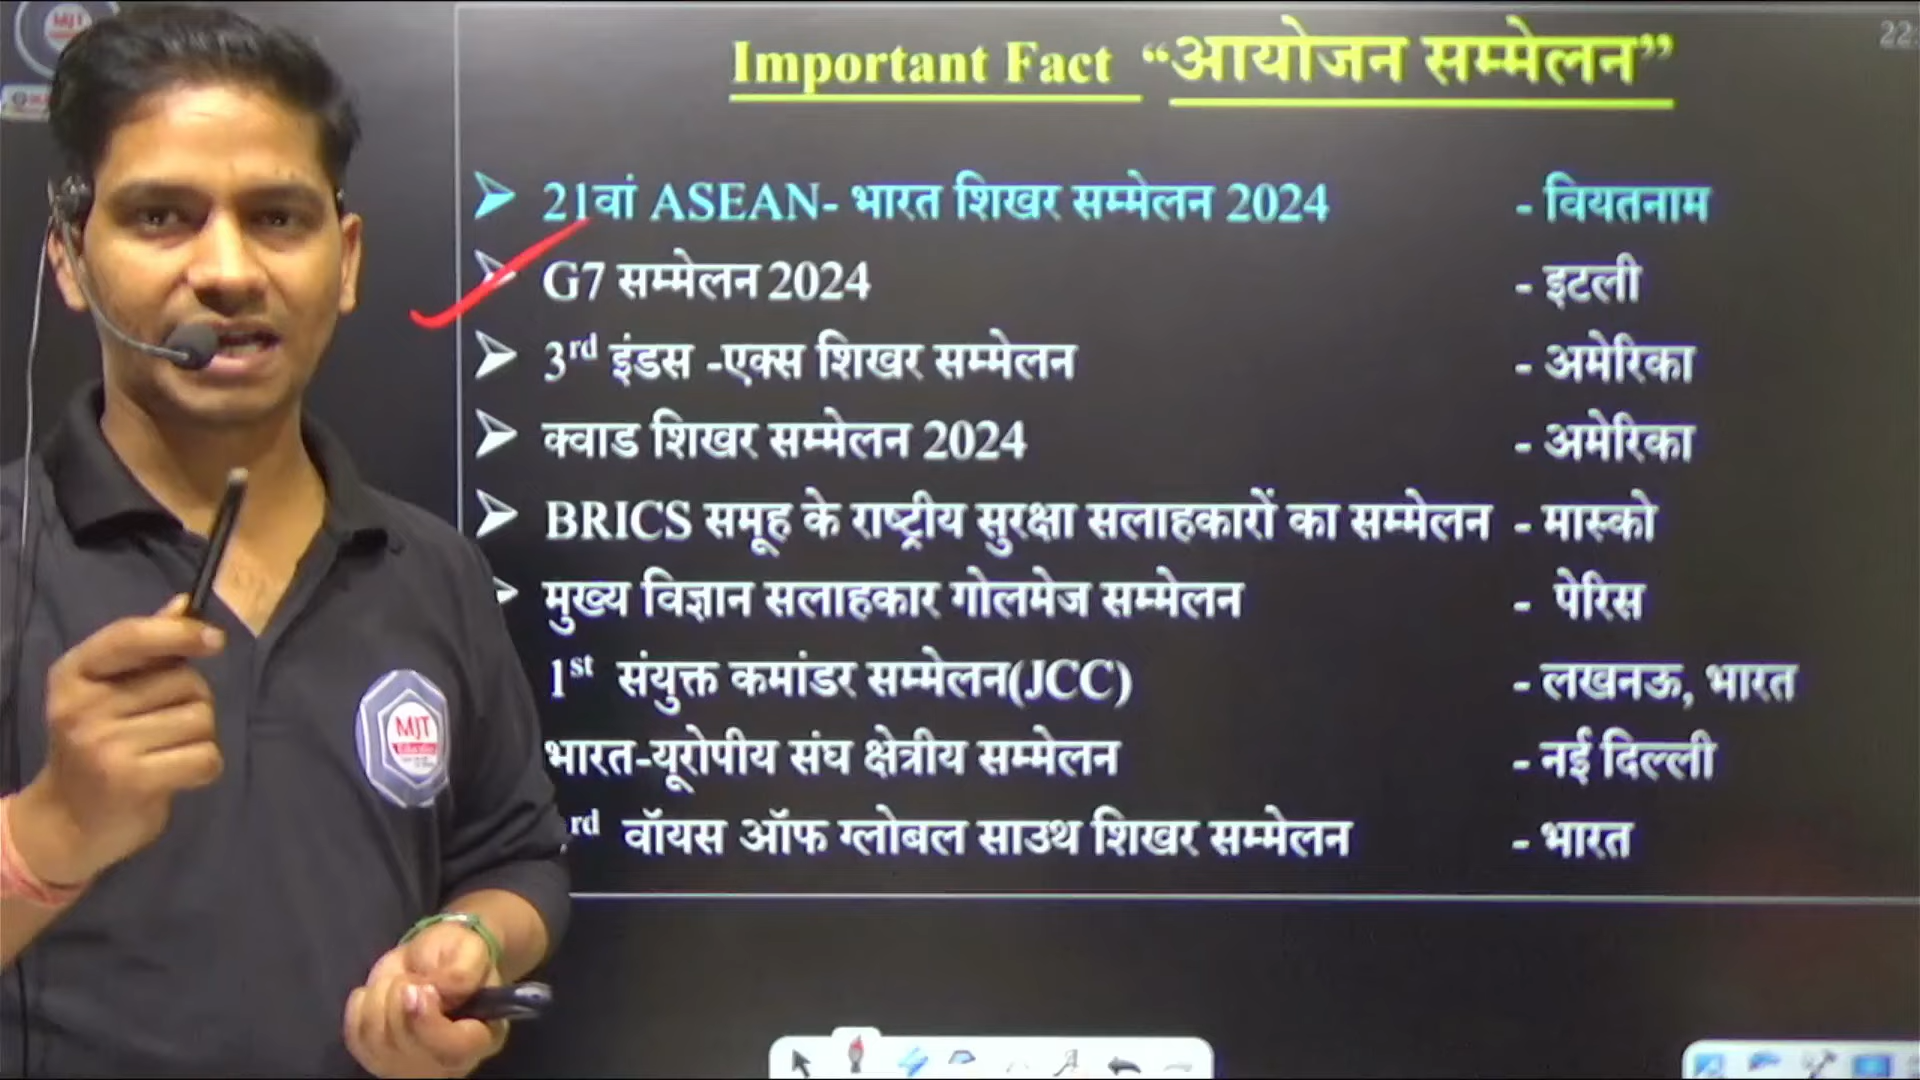 MJT
22:
Important Fact “आयोजन सम्मेलन”
➢ 21वां ASEAN- भारत शिखर सम्मेलन 2024 - वियतनाम
➢ G7 सम्मेलन 2024 - इटली
➢ 3rd इंडस -एक्स शिखर सम्मेलन - अमेरिका
➢ क्वाड शिखर सम्मेलन 2024 - अमेरिका
➢ BRICS समूह के राष्ट्रीय सुरक्षा सलाहकारों का सम्मेलन - मास्को
➢ मुख्य विज्ञान सलाहकार गोलमेज सम्मेलन - पेरिस
1st संयुक्त कमांडर सम्मेलन(JCC) - लखनऊ, भारत
भारत-यूरोपीय संघ क्षेत्रीय सम्मेलन - नई दिल्ली
rd वॉयस ऑफ ग्लोबल साउथ शिखर सम्मेलन - भारत
MJT